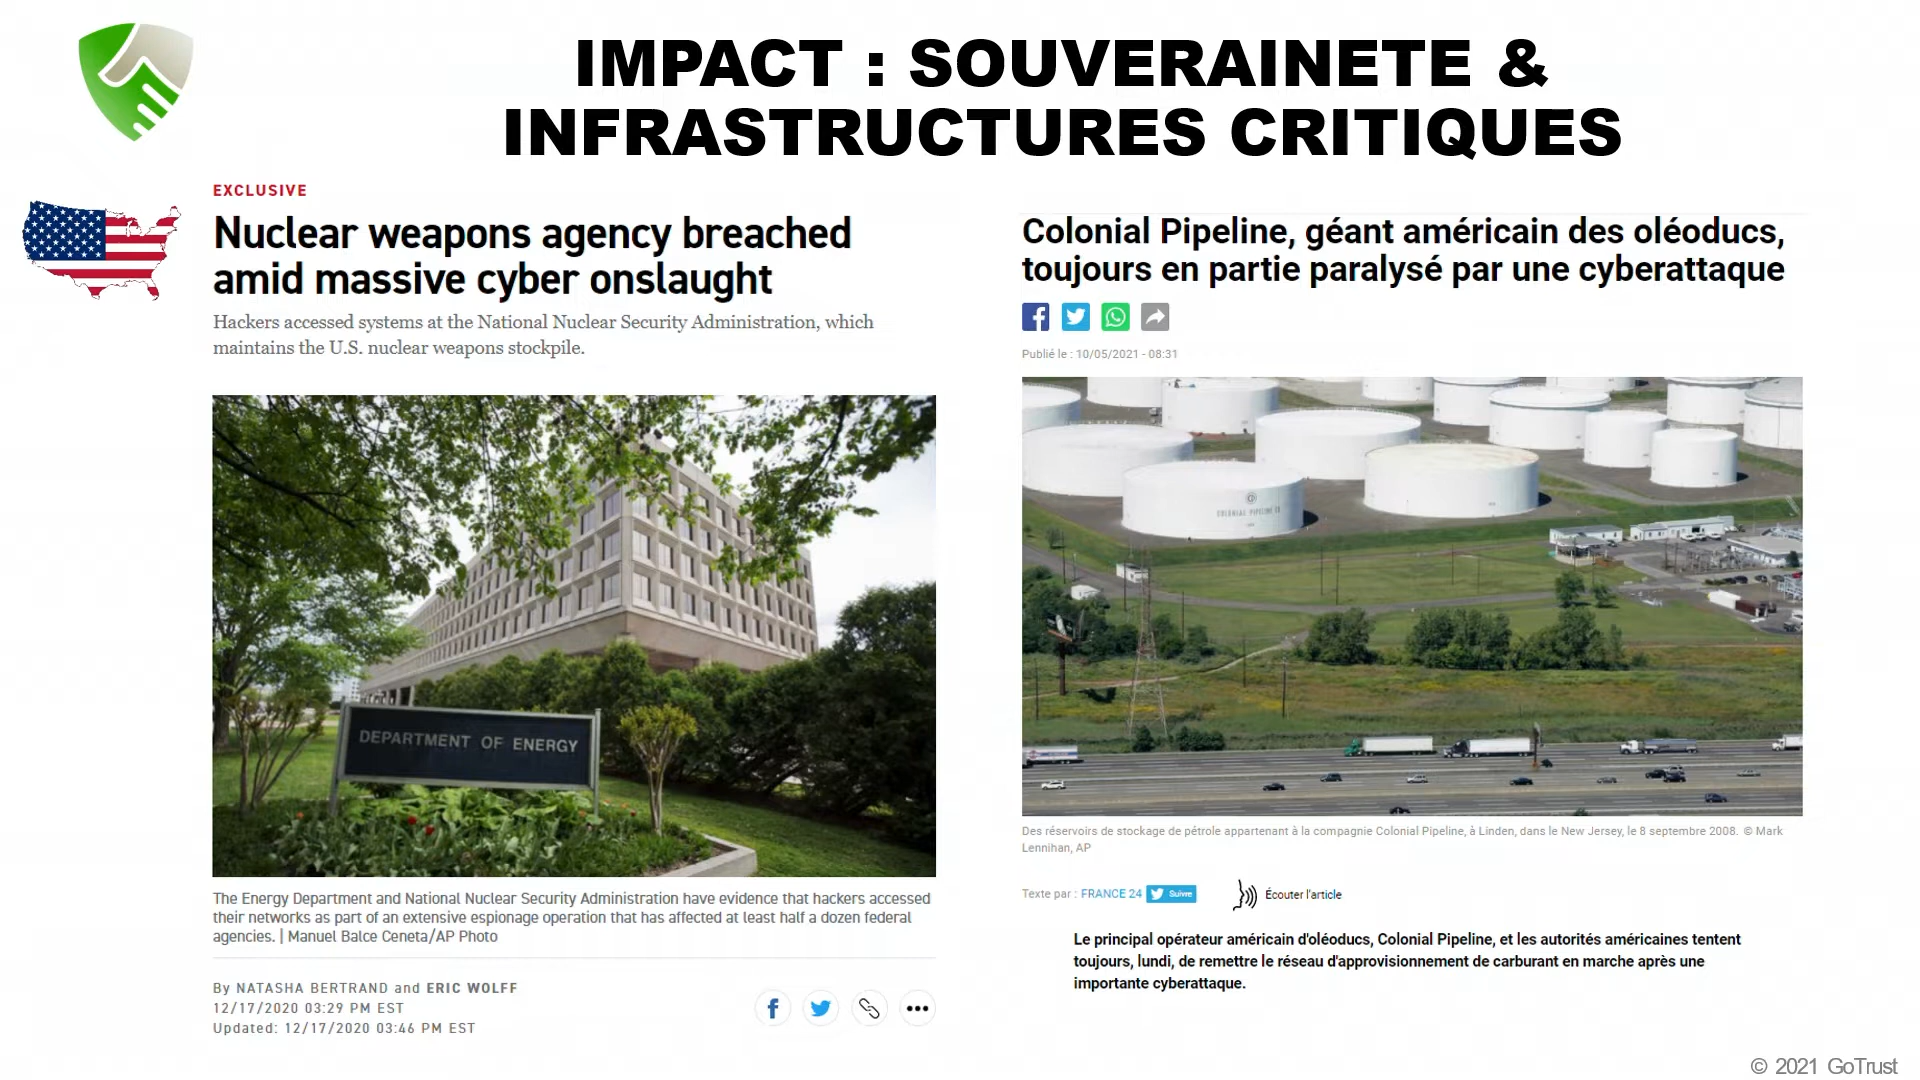 IMPACT : SOUVERAINETE &
INFRASTRUCTURES CRITIQUES
EXCLUSIVE
Nuclear weapons agency breached
amid massive cyber onslaught
Hackers accessed systems at the National Nuclear Security Administration, which
maintains the U.S. nuclear weapons stockpile.
DEPARTMENT OF ENERGY
The Energy Department and National Nuclear Security Administration have evidence that hackers accessed
their networks as part of an extensive espionage operation that has affected at least half a dozen federal
agencies. | Manuel Balce Ceneta/AP Photo
By NATASHA BERTRAND and ERIC WOLFF
12/17/2020 03:29 PM EST
Updated: 12/17/2020 03:46 PM EST
Colonial Pipeline, géant américain des oléoducs,
toujours en partie paralysé par une cyberattaque
Publié le : 10/05/2021 - 08:31
COLONIAL PIPELINE CO
Des réservoirs de stockage de pétrole appartenant à la compagnie Colonial Pipeline, à Linden, dans le New Jersey, le 8 septembre 2008. © Mark
Lennihan, AP
Texte par : FRANCE 24 Suivre Écouter l'article
Le principal opérateur américain d'oléoducs, Colonial Pipeline, et les autorités américaines tentent
toujours, lundi, de remettre le réseau d'approvisionnement de carburant en marche après une
importante cyberattaque.
© 2021 GoTrust